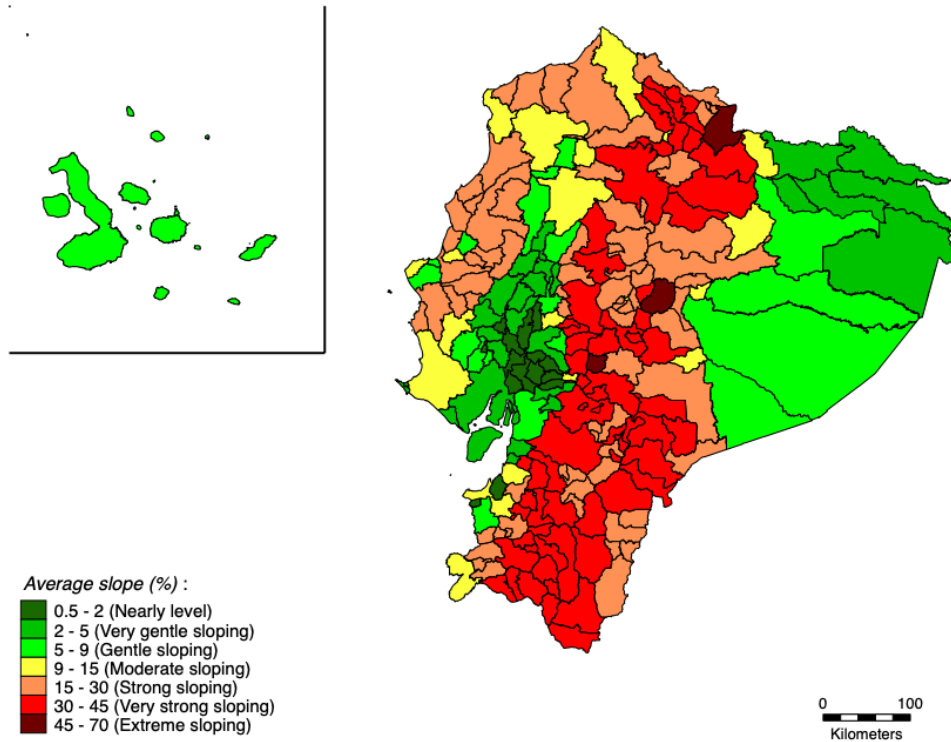 Average slope (%) :
0.5 - 2 (Nearly level)
2 - 5 (Very gentle sloping)
5 - 9 (Gentle sloping)
9 - 15 (Moderate sloping)
15 - 30 (Strong sloping)
30 - 45 (Very strong sloping)
45 - 70 (Extreme sloping)
0 100
Kilometers